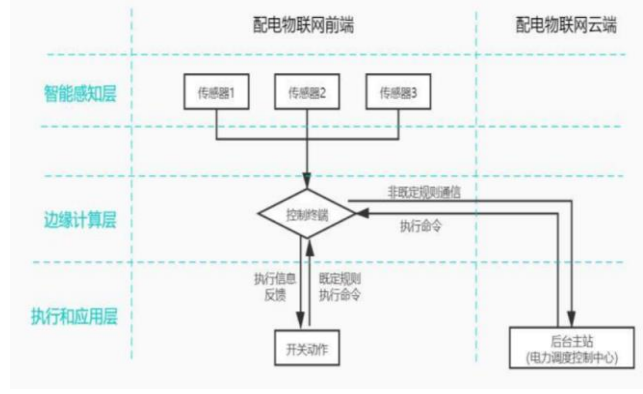 配电物联网前端
配电物联网云端
智能感知层
传感器1
传感器2
传感器3
边缘计算层
控制终端
非既定规则通信
执行命令
执行和应用层
执行信息
反馈
既定规则
执行命令
开关动作
后台主站
(电力调度控制中心)